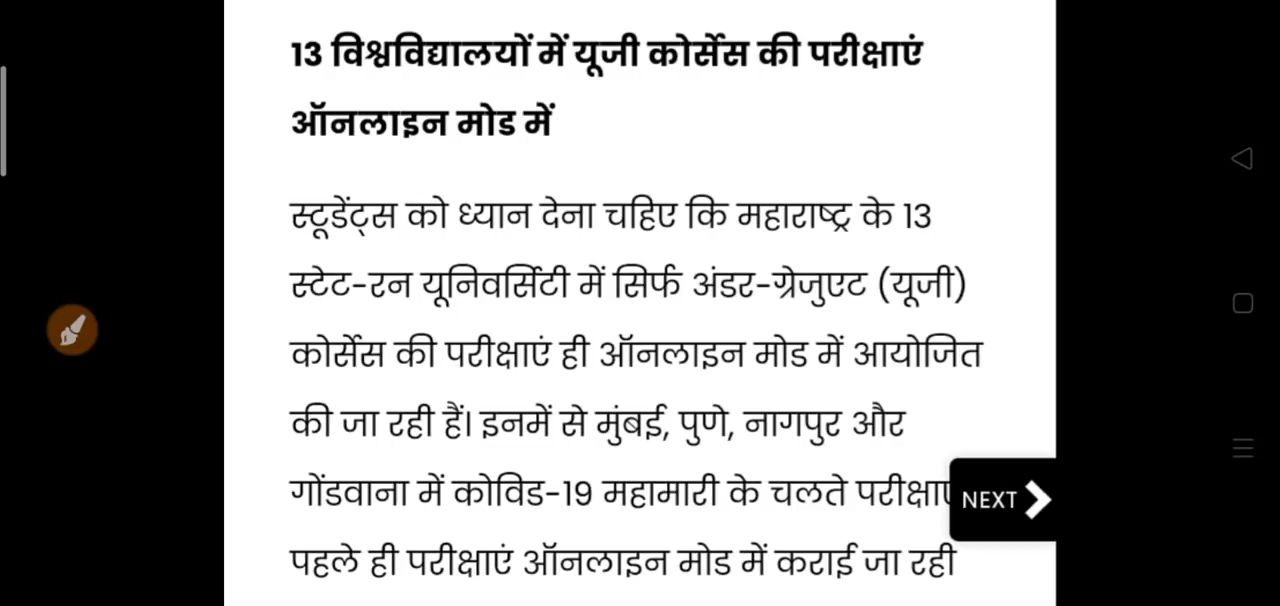 13 विश्वविद्यालयों में यूजी कोर्सेस की परीक्षाएं
ऑनलाइन मोड में
स्टूडेंट्स को ध्यान देना चहिए कि महाराष्ट्र के 13
स्टेट-रन यूनिवर्सिटी में सिर्फ अंडर-ग्रेजुएट (यूजी)
कोर्सेस की परीक्षाएं ही ऑनलाइन मोड में आयोजित
की जा रही हैं। इनमें से मुंबई, पुणे, नागपुर और
गोंडवाना में कोविड-19 महामारी के चलते
NEXT
पहले ही परीक्षाएं ऑनलाइन मोड में कराई जा रही